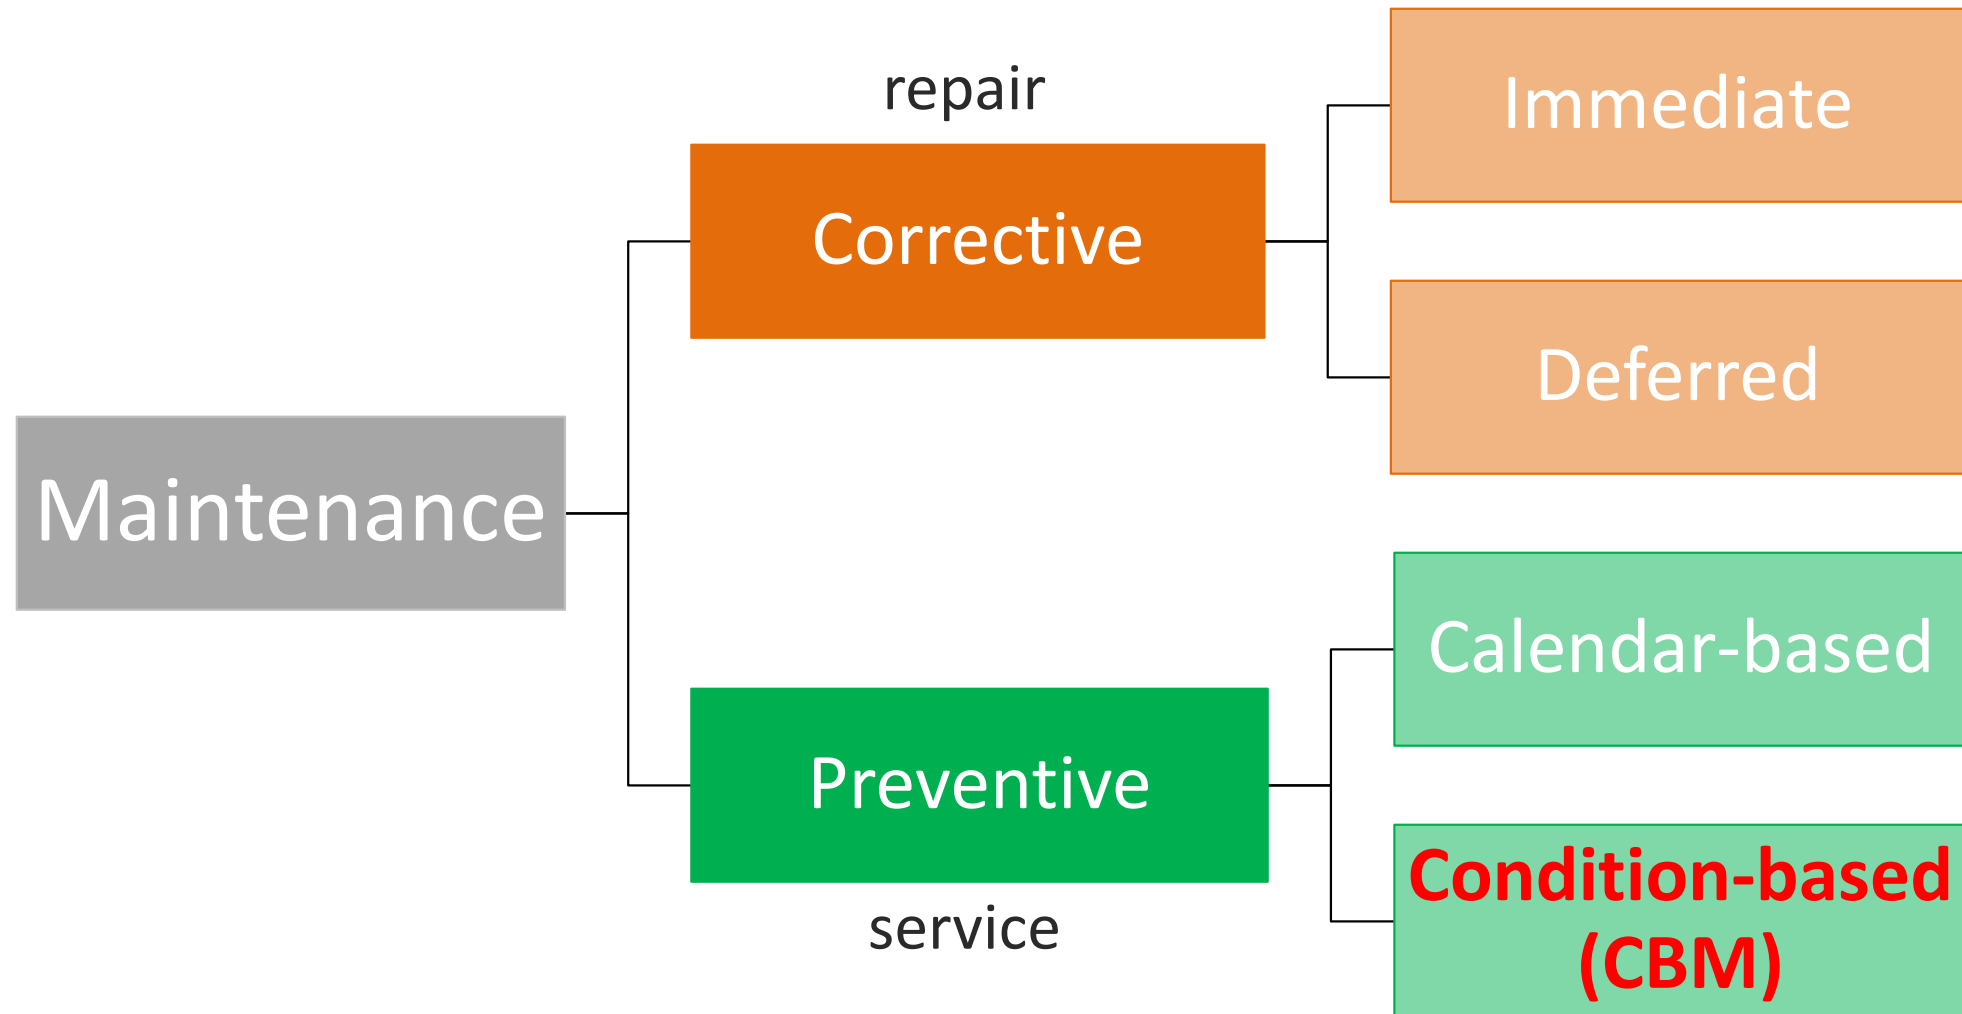 repair
Immediate
Corrective
Deferred
Maintenance
Calendar-based
Preventive
Condition-based
(CBM)
service